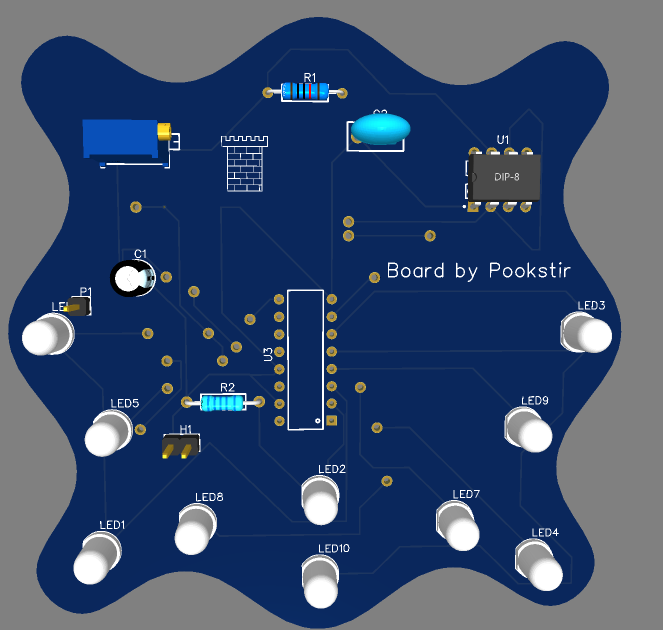 R1
U1
DIP-8
C1
Board by Pookstir
P1
LED3
U3
R2
LED5
LED9
H1
LED2
LED8
LED7
LED1
LED10
LED4